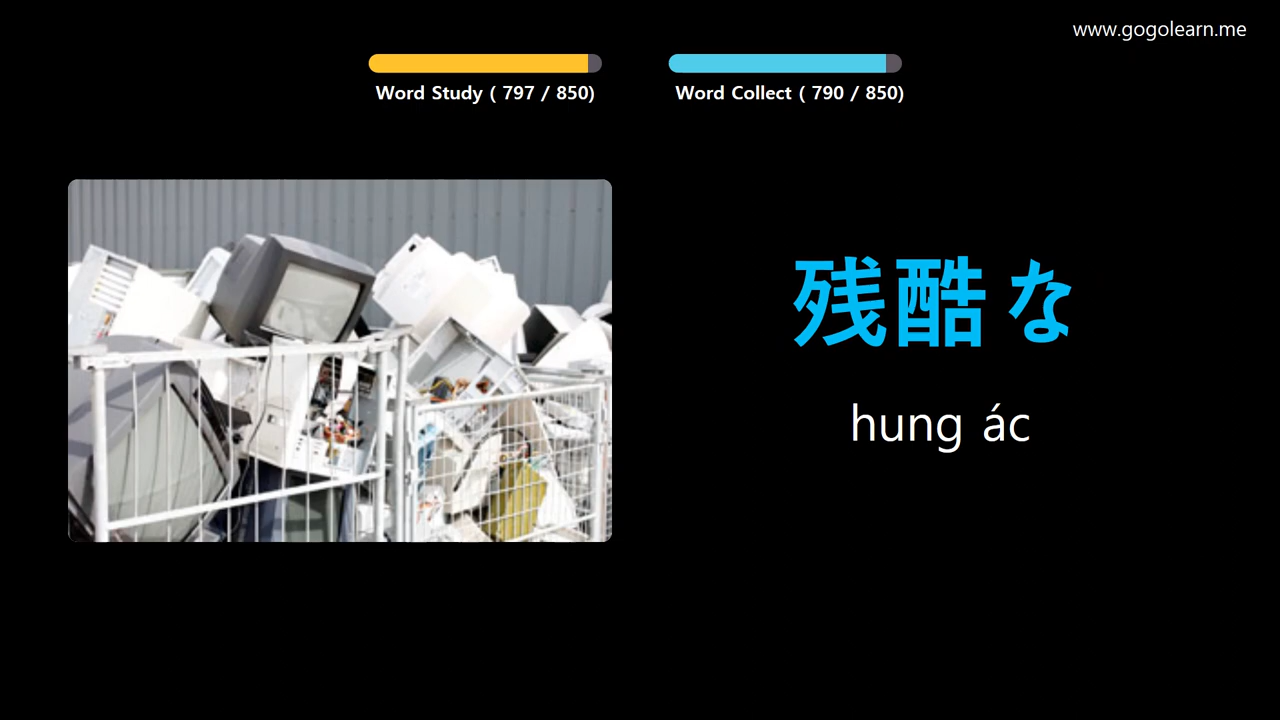 www.gogolearn.me
Word Study ( 797 / 850)
Word Collect ( 790 / 850)
残酷な
hung ác